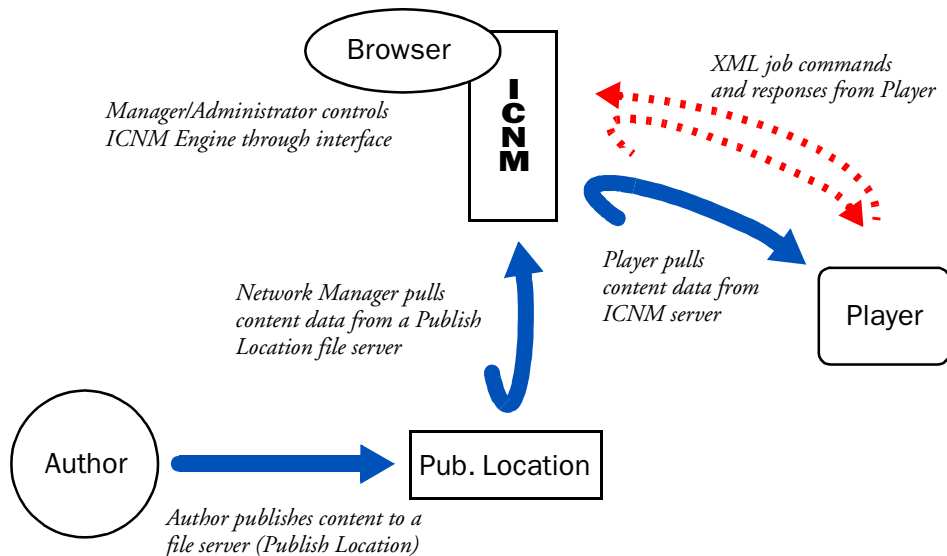 Browser
ICNM
XML job commands
and responses from Player
Manager/Administrator controls
ICNM Engine through interface
Player pulls
content data from
ICNM server
Network Manager pulls
content data from a Publish
Location file server
Player
Author
Pub. Location
Author publishes content to a
file server (Publish Location)